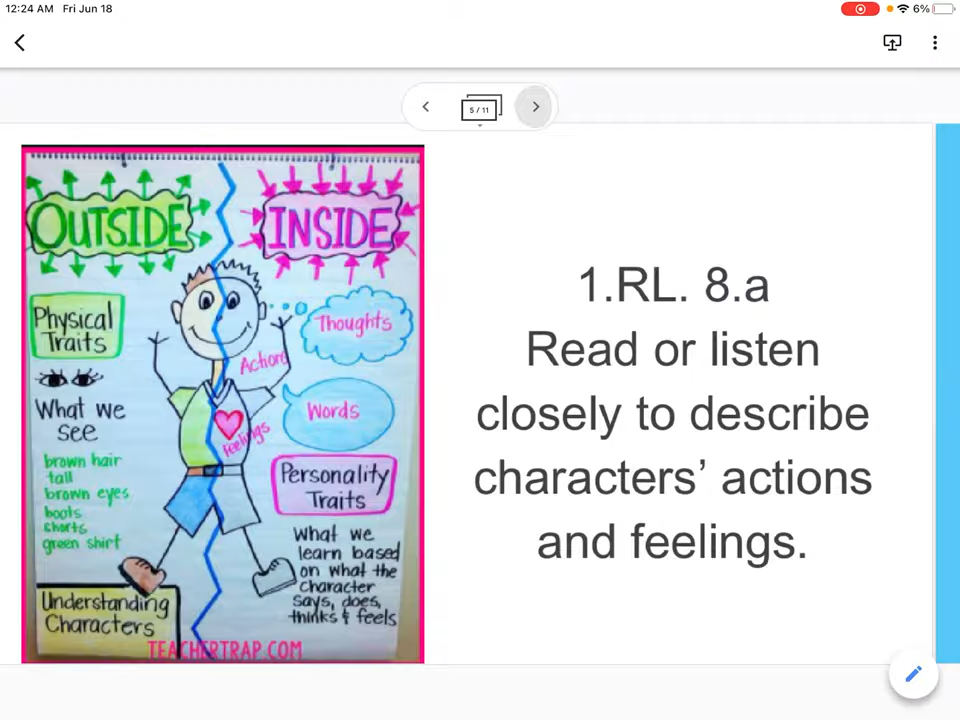 12:24 AM Fri Jun 18
6%
5 / 11
OUTSIDE
INSIDE
Physical
Traits
What we
see
brown hair
tall
brown eyes
boots
shorts
green shirt
Understanding
Characters
Thoughts
Actions
Words
Feelings
Personality
Traits
What we
learn based
on what the
character
says, does,
thinks & feels
TEACHERTRAP.COM
1.RL. 8.a
Read or listen
closely to describe
characters’ actions
and feelings.